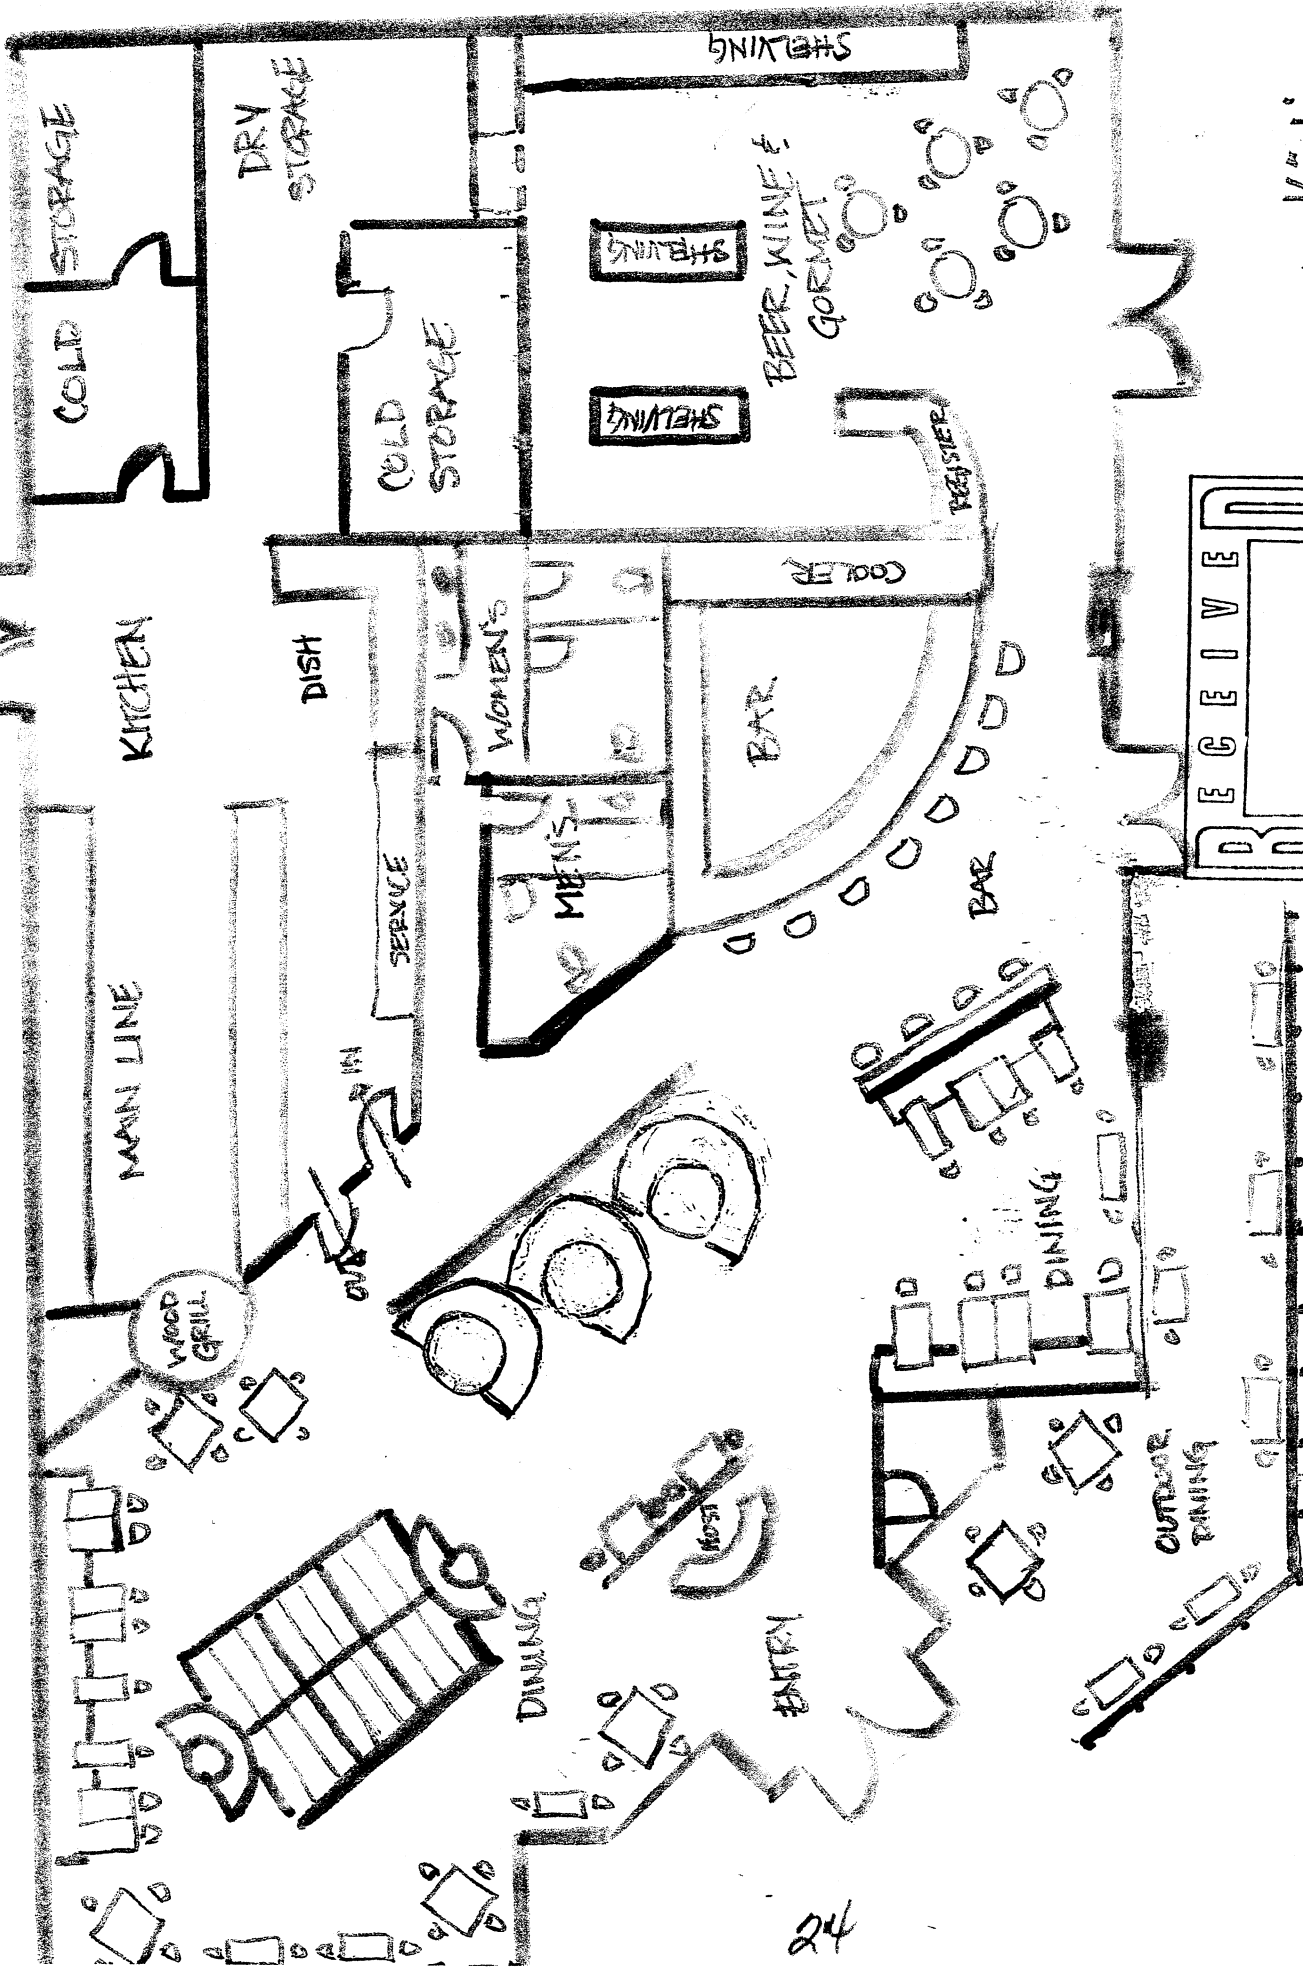 SHELVING
STORAGE
DRY
STORAGE
BEER, WINE &
GORMET
SHELVING
COLD
COLD
STORAGE
SHELVING
REGISTER
COOLER
RECEIVED
KITCHEN
DISH
WOMEN'S
BAR
MEN'S
SERVICE
BAR
MAIN LINE
IN
OUT
DINING
WOOD
GRILL
HOST
OUTDOOR
DINING
DINING
ENTRY
24